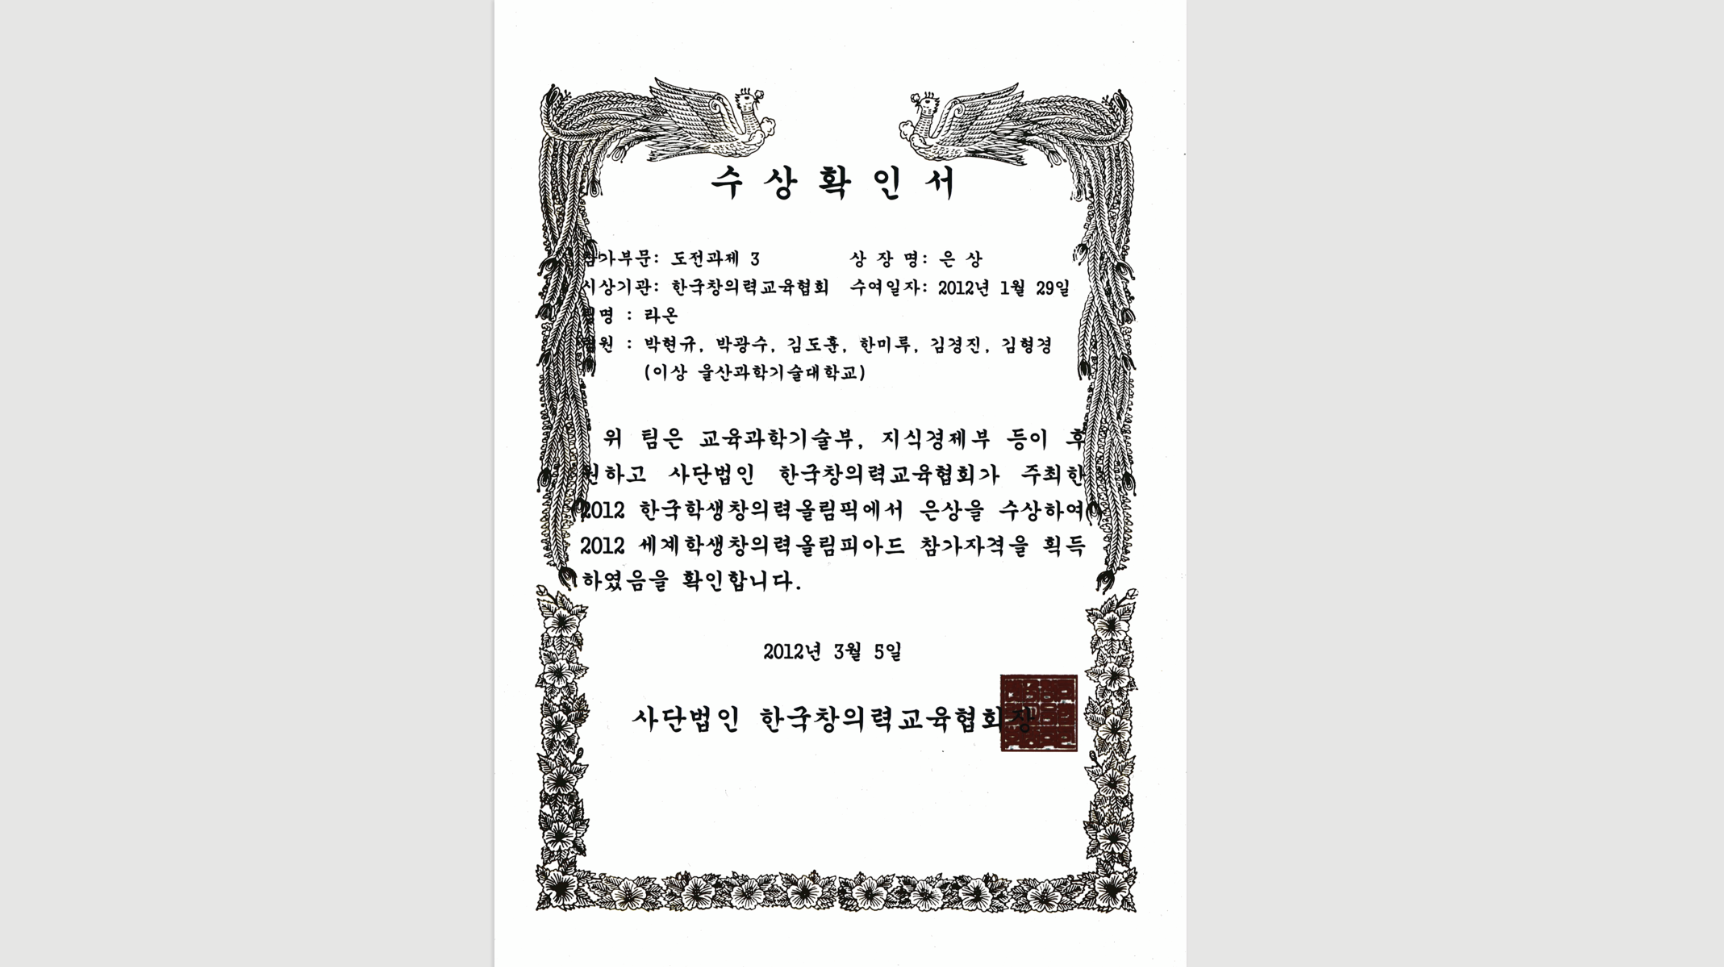 수상확인서
참가부문: 도전과제 3 상 장 명: 은 상
시상기관: 한국창의력교육협회 수여일자: 2012년 1월 29일
팀명 : 라온
팀원 : 박현규, 박광수, 김도훈, 한미루, 김경진, 김형경
(이상 울산과학기술대학교)
위 팀은 교육과학기술부, 지식경제부 등이 후
원하고 사단법인 한국창의력교육협회가 주최한
2012 한국학생창의력올림픽에서 은상을 수상하여
2012 세계학생창의력올림피아드 참가자격을 획득
하였음을 확인합니다.
2012년 3월 5일
사단법인 한국창의력교육협회장